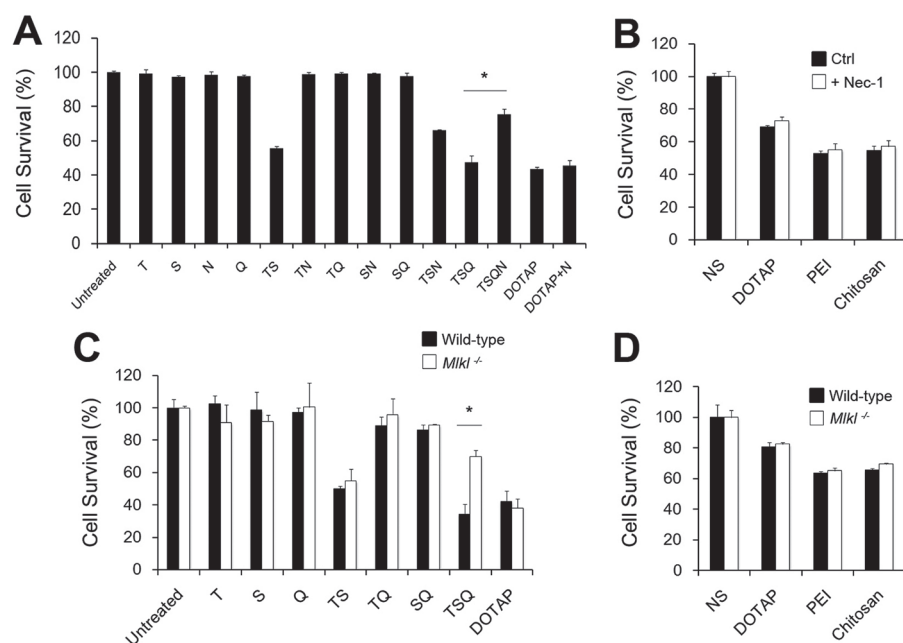 A
Cell Survival (%)
120
100
80
60
40
20
0
*
Untreated
T
S
N
Q
TS
TN
TQ
SN
SQ
TSN
TSQ
TSQN
DOTAP
DOTAP+N
B
Cell Survival (%)
120
100
80
60
40
20
0
Ctrl
+ Nec-1
NS
DOTAP
PEI
Chitosan
C
Cell Survival (%)
Wild-type
Mlkl -/-
120
100
80
60
40
20
0
*
Untreated
T
S
Q
TS
TQ
SQ
TSQ
DOTAP
D
Cell Survival (%)
120
100
80
60
40
20
0
Wild-type
Mlkl -/-
NS
DOTAP
PEI
Chitosan